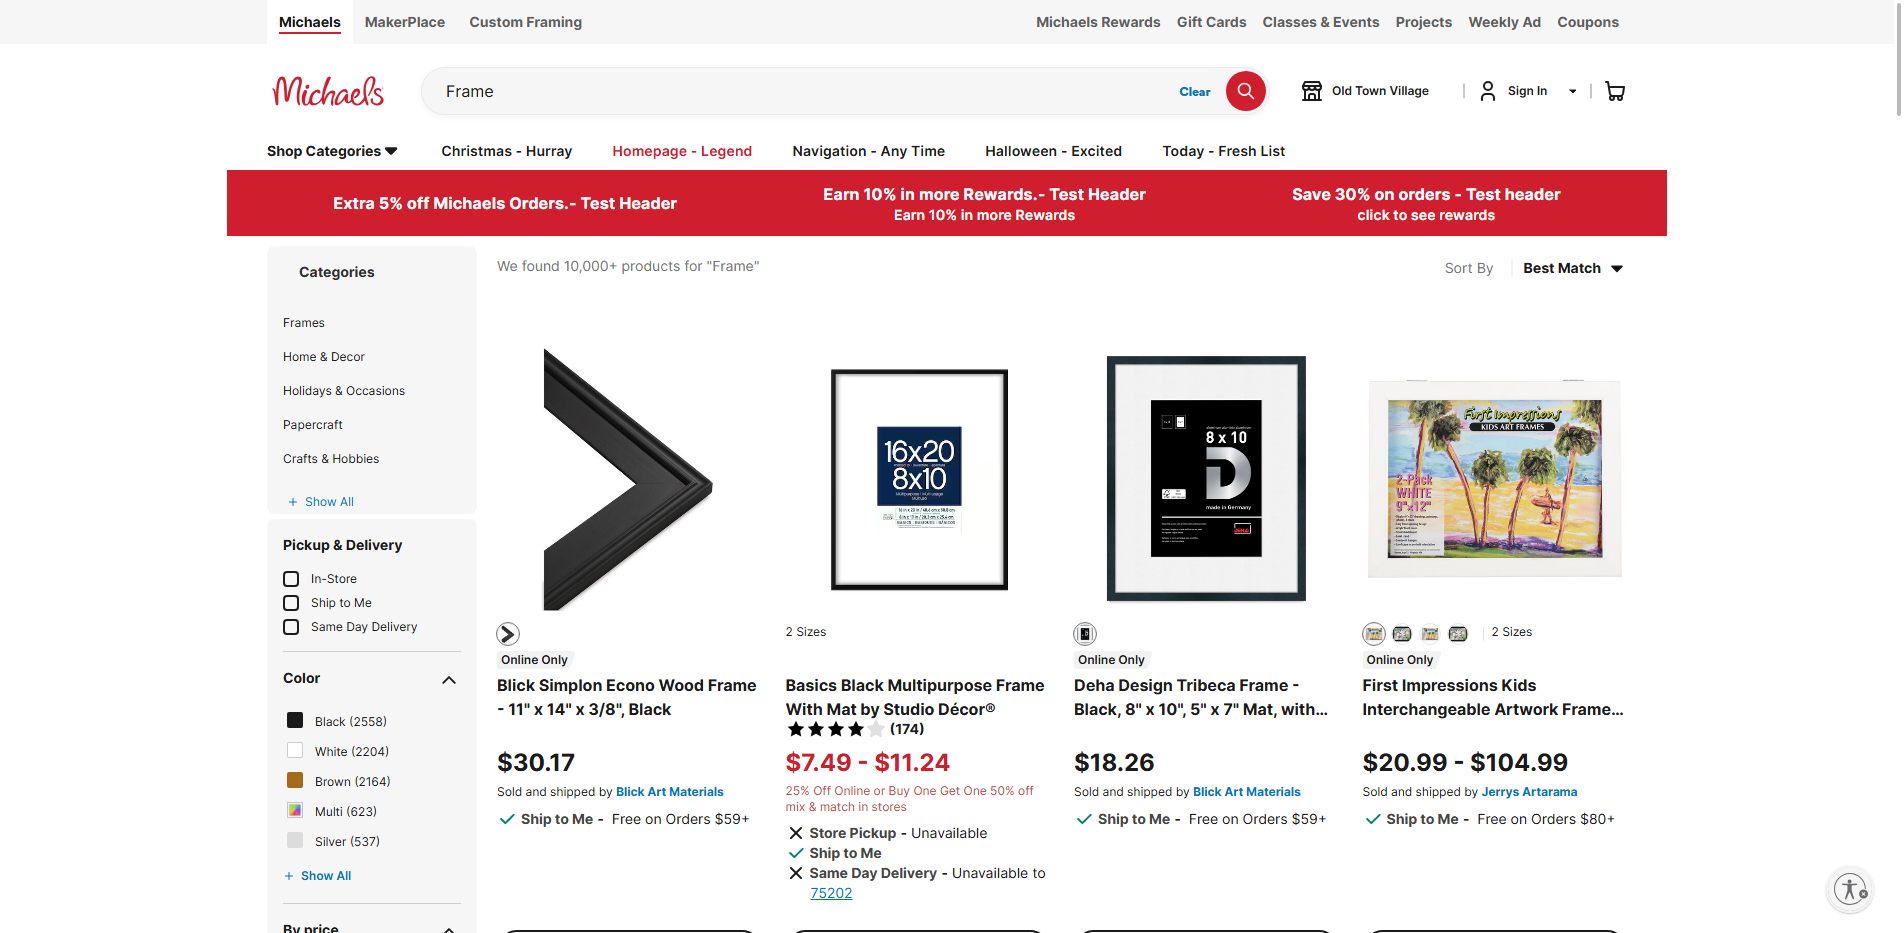 Michaels MakerPlace Custom Framing Michaels Rewards Gift Cards Classes & Events Projects Weekly Ad Coupons
Michaels Frame Clear Old Town Village Sign In
Shop Categories Christmas - Hurray Homepage - Legend Navigation - Any Time Halloween - Excited Today - Fresh List
Extra 5% off Michaels Orders.- Test Header
Earn 10% in more Rewards.- Test Header
Earn 10% in more Rewards
Save 30% on orders - Test header
click to see rewards
Categories
Frames
Home & Decor
Holidays & Occasions
Papercraft
Crafts & Hobbies
+ Show All
Pickup & Delivery
In-Store
Ship to Me
Same Day Delivery
Color
Black (2558)
White (2204)
Brown (2164)
Multi (623)
Silver (537)
+ Show All
By price
We found 10,000+ products for "Frame"
Sort By Best Match
Online Only
Blick Simplon Econo Wood Frame
- 11" x 14" x 3/8", Black
$30.17
Sold and shipped by Blick Art Materials
Ship to Me - Free on Orders $59+
16x20
8x10
2 Sizes
Basics Black Multipurpose Frame
With Mat by Studio Décor®
(174)
$7.49 - $11.24
25% Off Online or Buy One Get One 50% off
mix & match in stores
Store Pickup - Unavailable
Ship to Me
Same Day Delivery - Unavailable to
75202
8 x 10
D
made in Germany
Online Only
Deha Design Tribeca Frame -
Black, 8" x 10", 5" x 7" Mat, with...
$18.26
Sold and shipped by Blick Art Materials
Ship to Me - Free on Orders $59+
First Impressions
KIDS ART FRAMES
2-Pack
WHITE
9"x12"
2 Sizes
Online Only
First Impressions Kids
Interchangeable Artwork Frame...
$20.99 - $104.99
Sold and shipped by Jerrys Artarama
Ship to Me - Free on Orders $80+